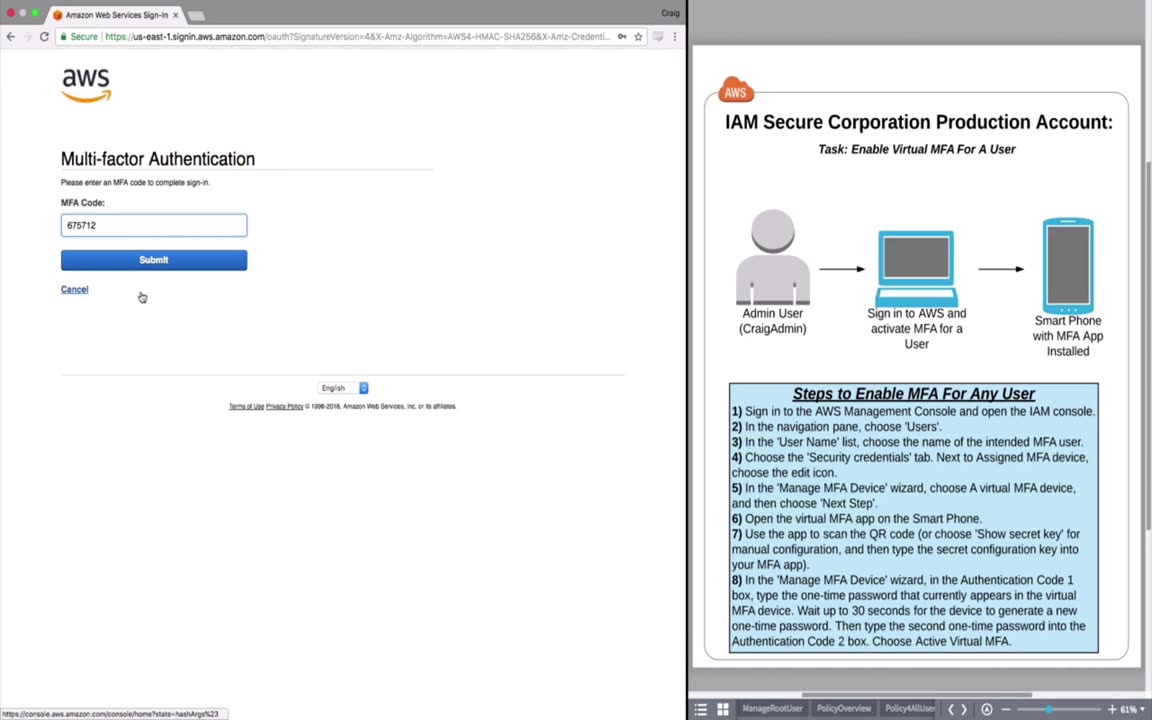 Amazon Web Services Sign-In
Craig
Secure
https://us-east-1.signin.aws.amazon.com/oauth?SignatureVersion=4&X-Amz-Algorithm=AWS4-HMAC-SHA256&X-Amz-Credenti...
aws
Multi-factor Authentication
Please enter an MFA code to complete sign-in.
MFA Code:
675712
Submit
Cancel
English
Terms of Use Privacy Policy © 1996-2018, Amazon Web Services, Inc. or its affiliates.
https://console.aws.amazon.com/console/home?state=hashArgs%23
AWS
IAM Secure Corporation Production Account:
Task: Enable Virtual MFA For A User
Admin User
(CraigAdmin)
Sign in to AWS and
activate MFA for a
User
Smart Phone
with MFA App
Installed
Steps to Enable MFA For Any User
1) Sign in to the AWS Management Console and open the IAM console.
2) In the navigation pane, choose 'Users'.
3) In the 'User Name' list, choose the name of the intended MFA user.
4) Choose the 'Security credentials' tab. Next to Assigned MFA device,
choose the edit icon.
5) In the 'Manage MFA Device' wizard, choose A virtual MFA device,
and then choose 'Next Step'.
6) Open the virtual MFA app on the Smart Phone.
7) Use the app to scan the QR code (or choose 'Show secret key' for
manual configuration, and then type the secret configuration key into
your MFA app).
8) In the 'Manage MFA Device' wizard, in the Authentication Code 1
box, type the one-time password that currently appears in the virtual
MFA device. Wait up to 30 seconds for the device to generate a new
one-time password. Then type the second one-time password into the
Authentication Code 2 box. Choose Active Virtual MFA.
ManageRootUser
PolicyOverview
Policy4AllUser
61%